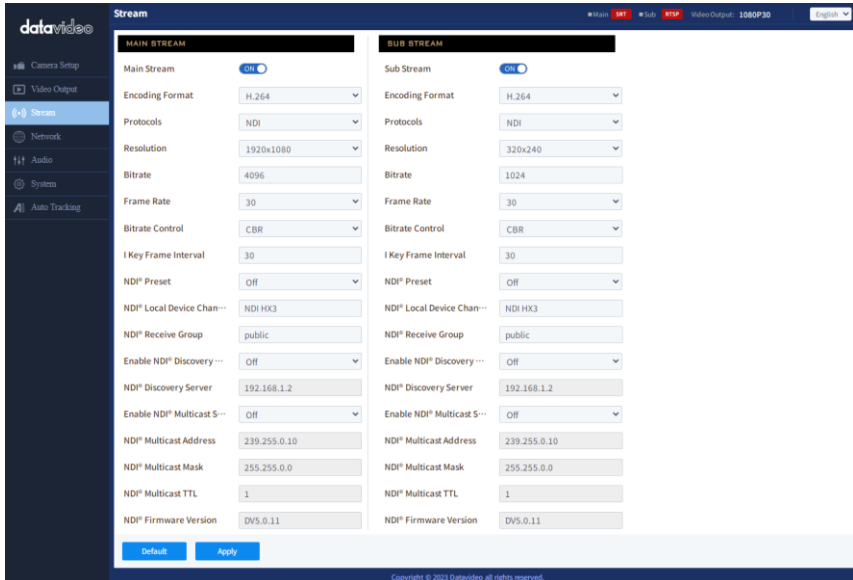 datavideo
Stream
Main SRT Sub RTSP Video Output: 1080P30 English
Camera Setup
Video Output
Stream
Network
Audio
System
Auto Tracking
MAIN STREAM
Main Stream ON
Encoding Format H.264
Protocols NDI
Resolution 1920x1080
Bitrate 4096
Frame Rate 30
Bitrate Control CBR
I Key Frame Interval 30
NDI® Preset Off
NDI® Local Device Chan··· NDI HX3
NDI® Receive Group public
Enable NDI® Discovery ··· Off
NDI® Discovery Server 192.168.1.2
Enable NDI® Multicast S··· Off
NDI® Multicast Address 239.255.0.10
NDI® Multicast Mask 255.255.0.0
NDI® Multicast TTL 1
NDI® Firmware Version DV5.0.11
SUB STREAM
Sub Stream ON
Encoding Format H.264
Protocols NDI
Resolution 320x240
Bitrate 1024
Frame Rate 30
Bitrate Control CBR
I Key Frame Interval 30
NDI® Preset Off
NDI® Local Device Chan··· NDI HX3
NDI® Receive Group public
Enable NDI® Discovery ··· Off
NDI® Discovery Server 192.168.1.2
Enable NDI® Multicast S··· Off
NDI® Multicast Address 239.255.0.10
NDI® Multicast Mask 255.255.0.0
NDI® Multicast TTL 1
NDI® Firmware Version DV5.0.11
Default Apply
Copyright © 2023 Datavideo all rights reserved.